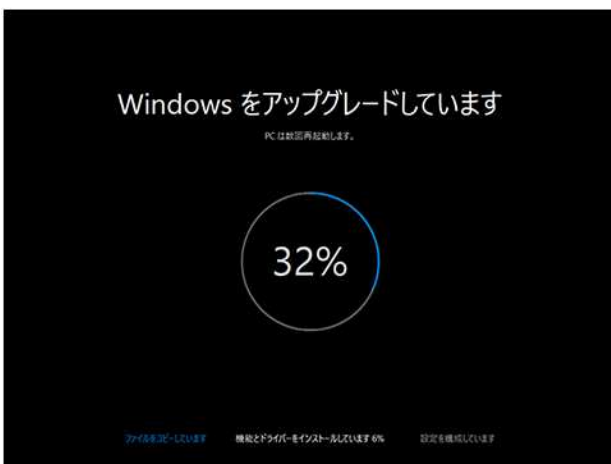 Windows をアップグレードしています
PC は数回再起動します。
32%
ファイルをコピーしています
機能とドライバーをインストールしています 6%
設定を構成しています